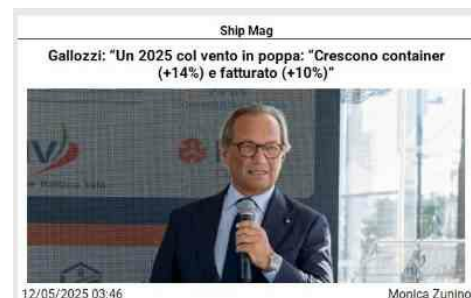 Ship Mag
Gallozzi: “Un 2025 col vento in poppa: “Crescono container
(+14%) e fatturato (+10%)”
12/05/2025 03:46
Monica Zunino